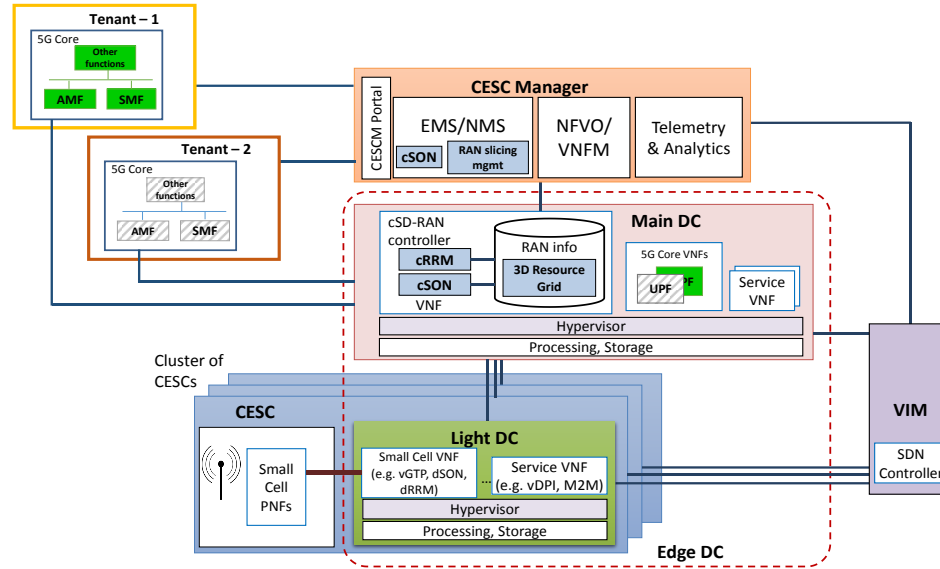 Tenant – 1
5G Core
Other
functions
AMF
SMF
Tenant – 2
5G Core
Other
functions
AMF
SMF
CESC Manager
CESCM Portal
EMS/NMS
cSON
RAN slicing
mgmt
NFVO/
VNFM
Telemetry
& Analytics
Main DC
cSD-RAN
controller
cRRM
cSON
VNF
RAN info
3D Resource
Grid
5G Core VNFs
UPF
Service
VNF
Hypervisor
Processing, Storage
Cluster of
CESCs
CESC
Small
Cell
PNFs
Light DC
Small Cell VNF
(e.g. vGTP, dSON,
dRRM)
...
Service VNF
(e.g. vDPI, M2M)
Hypervisor
Processing, Storage
Edge DC
VIM
SDN
Controller